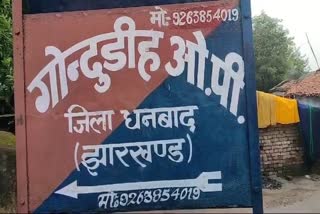 मो॰ 9263854019
गोन्दुडीह ओ.पी.
जिला धनबाद
(झारखण्ड)
मो॰9263854019